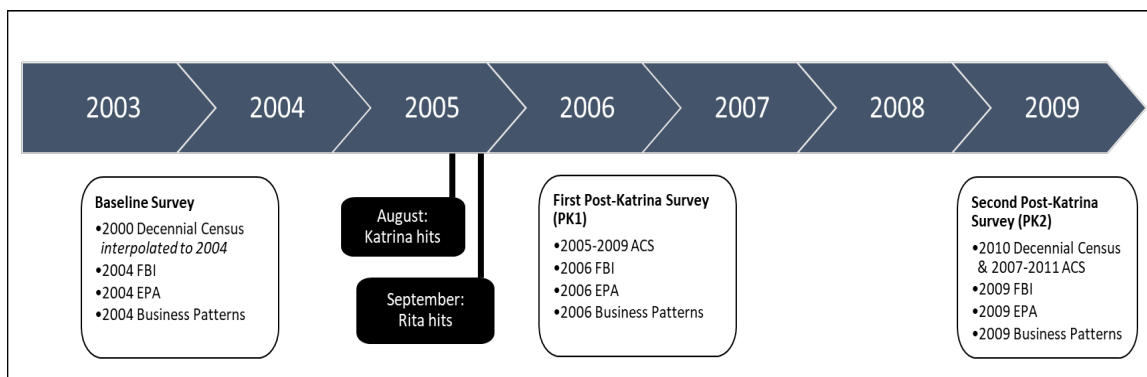 2003
2004
2005
2006
2007
2008
2009
Baseline Survey
•2000 Decennial Census
interpolated to 2004
•2004 FBI
•2004 EPA
•2004 Business Patterns
August:
Katrina hits
September:
Rita hits
First Post-Katrina Survey
(PK1)
•2005-2009 ACS
•2006 FBI
•2006 EPA
•2006 Business Patterns
Second Post-Katrina
Survey (PK2)
•2010 Decennial Census
& 2007-2011 ACS
•2009 FBI
•2009 EPA
•2009 Business Patterns